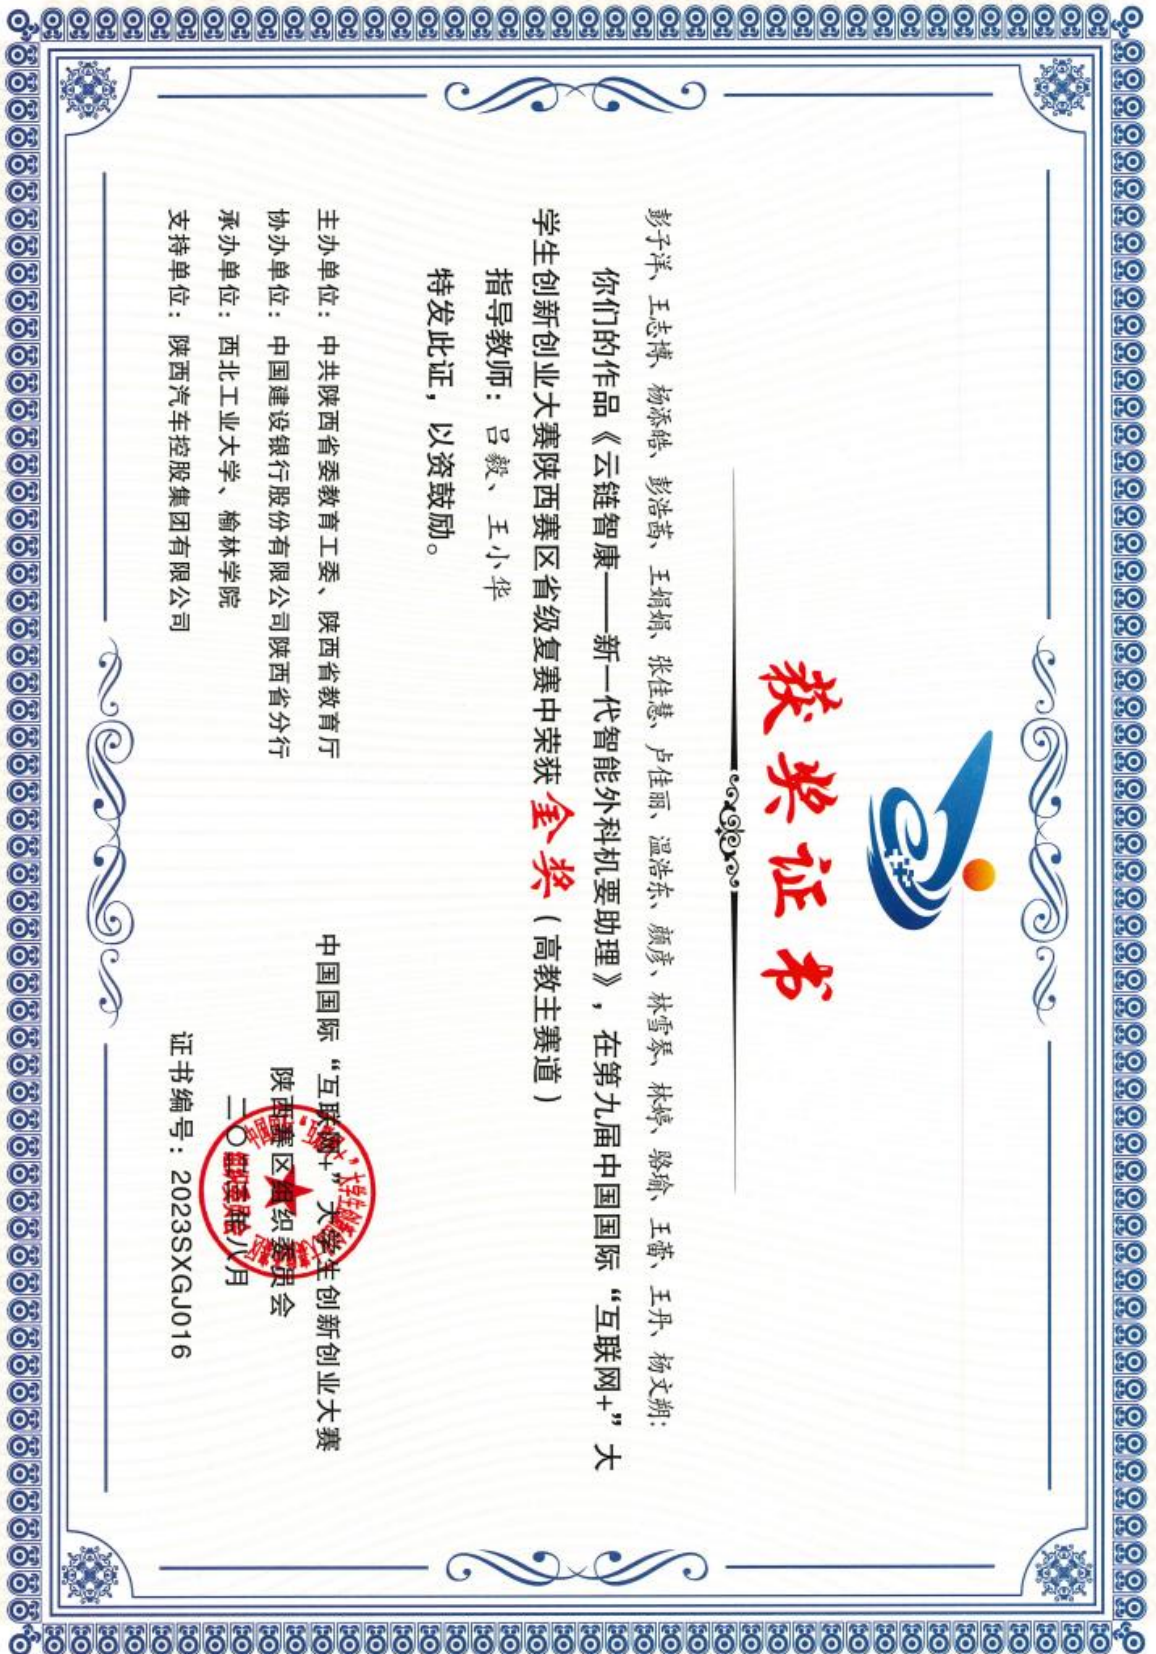 获奖证书
彭子洋、王志博、杨添皓、彭浩茜、王娟娟、张佳慧、卢佳丽、温浩东、颜彦、林雪琴、林婷、骆瑜、王蕾、王丹、杨文朔：
你们的作品《云链智康——新一代智能外科机要助理》，在第九届中国国际“互联网+”大
学生创新创业大赛陕西赛区省级复赛中荣获金奖（高教主赛道）
指导教师：吕毅、王小华
特发此证，以资鼓励。
主办单位：中共陕西省委教育工委、陕西省教育厅
协办单位：中国建设银行股份有限公司陕西省分行
承办单位：西北工业大学、榆林学院
支持单位：陕西汽车控股集团有限公司
中国国际“互联网+”大学生创新创业大赛
陕西赛区组织委员会
二〇二三年八月
证书编号：2023SXGJ016